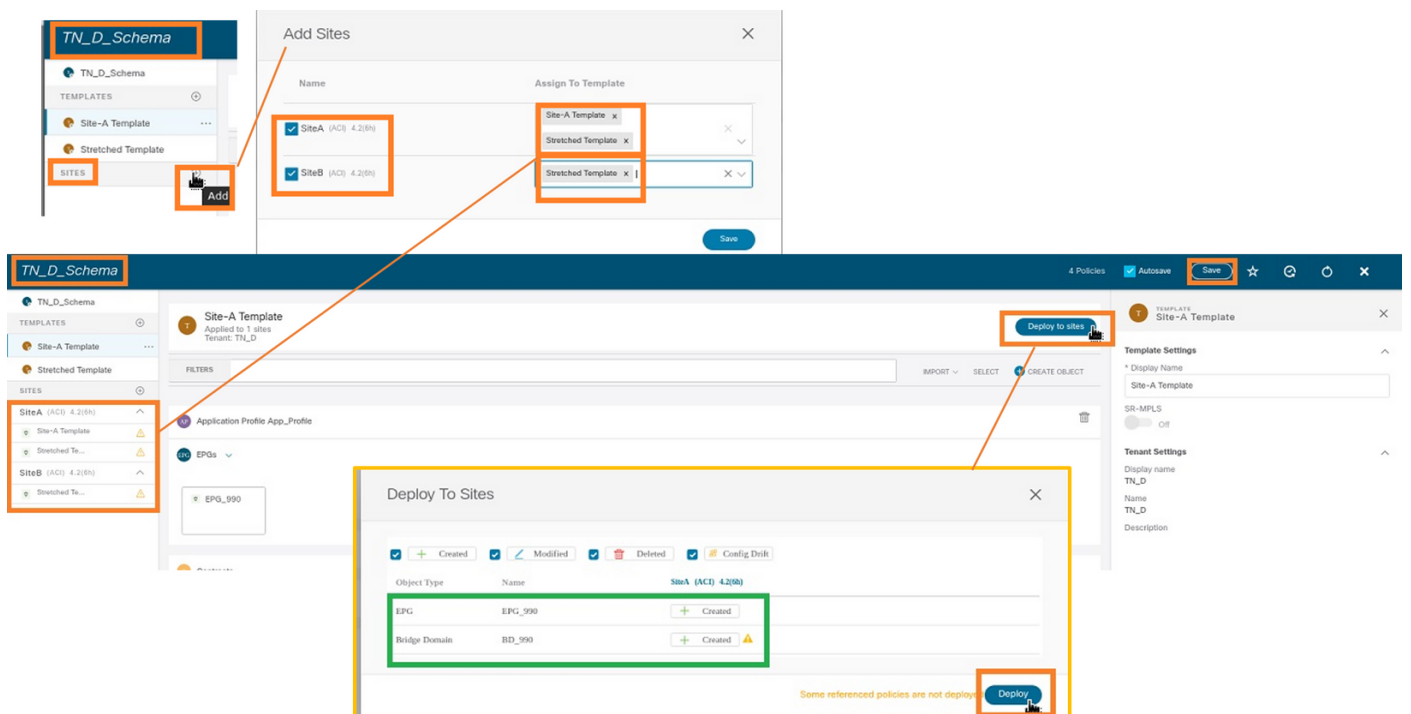 TN_D_Schema
TN_D_Schema
TEMPLATES
Site-A Template
Stretched Template
SITES
Add
Add Sites
Name
Assign To Template
SiteA (ACI) 4.2(6h)
Site-A Template x
Stretched Template x
SiteB (ACI) 4.2(6h)
Stretched Template x
Save
TN_D_Schema
4 Policies
Autosave
Save
TN_D_Schema
TEMPLATES
Site-A Template
Stretched Template
SITES
SiteA (ACI) 4.2(6h)
Site-A Template
Stretched Te...
SiteB (ACI) 4.2(6h)
Stretched Te...
T
Site-A Template
Applied to 1 sites
Tenant: TN_D
Deploy to sites
FILTERS
IMPORT
SELECT
CREATE OBJECT
AP Application Profile App_Profile
EPG EPGs
EPG_990
T
TEMPLATE
Site-A Template
Template Settings
* Display Name
Site-A Template
SR-MPLS
Off
Tenant Settings
Display name
TN_D
Name
TN_D
Description
Deploy To Sites
Created
Modified
Deleted
Config Drift
Object Type Name SiteA (ACI) 4.2(6h)
EPG EPG_990 Created
Bridge Domain BD_990 Created
Some referenced policies are not deploye
Deploy